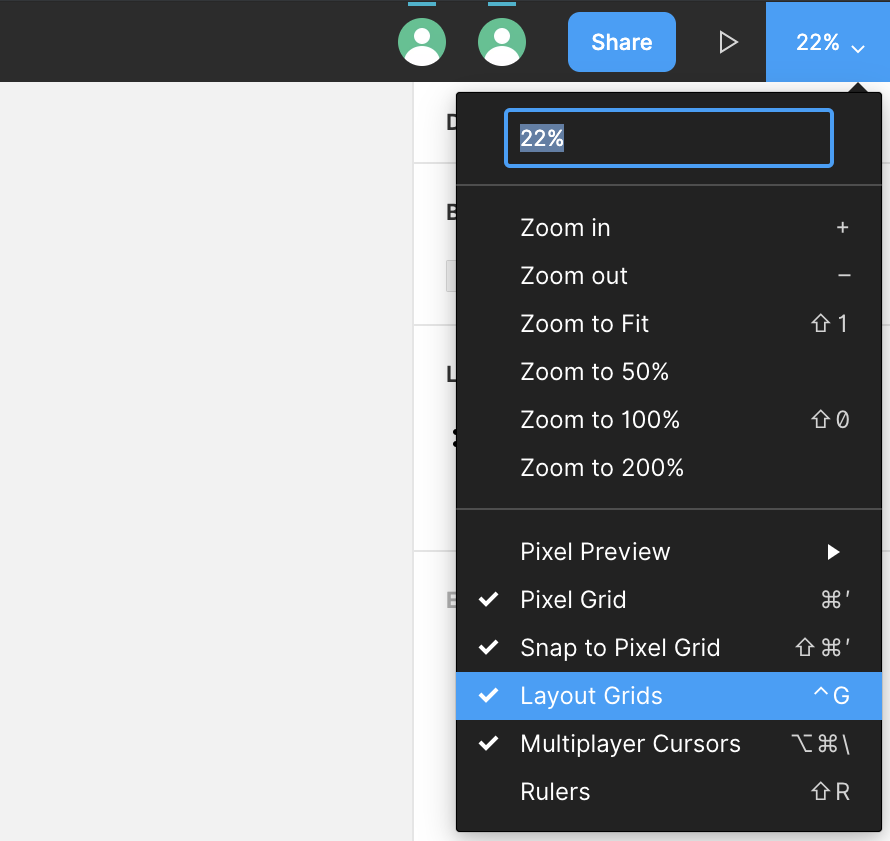 Share
22%
22%
Zoom in +
Zoom out −
Zoom to Fit ⇧1
Zoom to 50%
Zoom to 100% ⇧0
Zoom to 200%
Pixel Preview
Pixel Grid ⌘'
Snap to Pixel Grid ⇧⌘'
Layout Grids ^G
Multiplayer Cursors ⌥⌘\
Rulers ⇧R